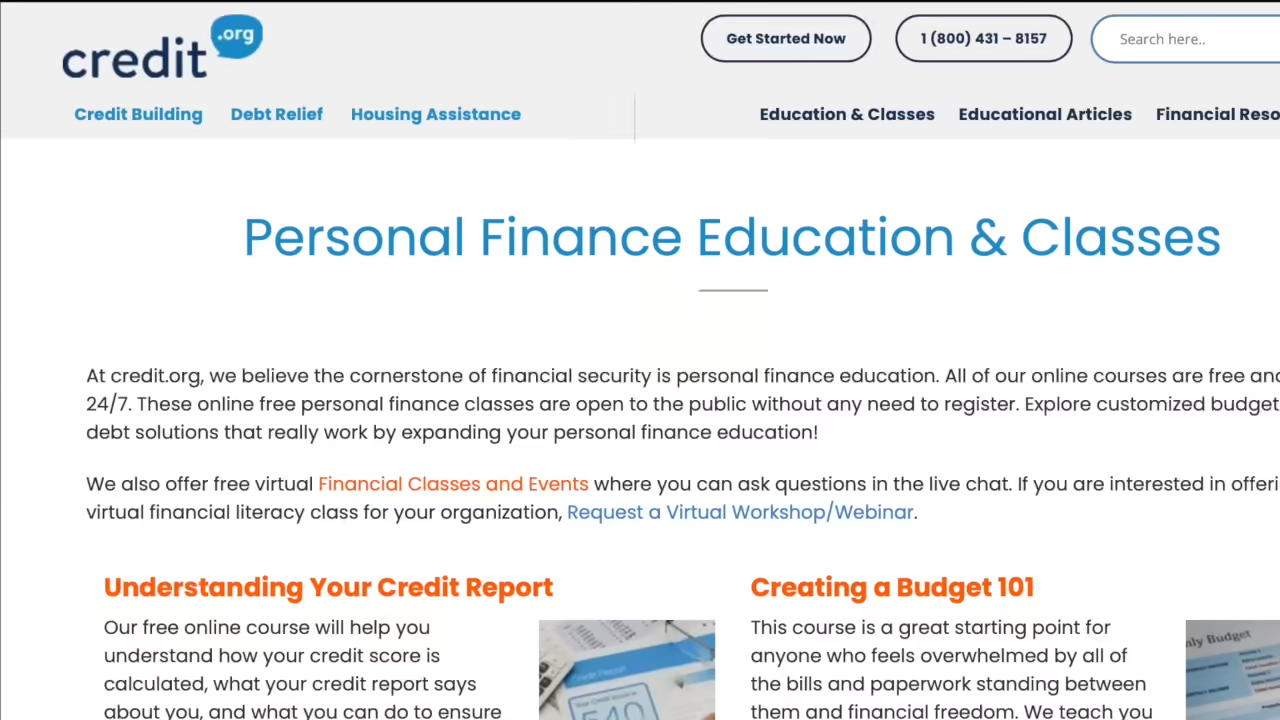 credit.org
Get Started Now
1 (800) 431 – 8157
Search here..
Credit Building
Debt Relief
Housing Assistance
Education & Classes
Educational Articles
Financial
Personal Finance Education & Classes
At credit.org, we believe the cornerstone of financial security is personal finance education. All of our online courses are free
24/7. These online free personal finance classes are open to the public without any need to register. Explore customized budget
debt solutions that really work by expanding your personal finance education!
We also offer free virtual Financial Classes and Events where you can ask questions in the live chat. If you are interested in
virtual financial literacy class for your organization, Request a Virtual Workshop/Webinar.
Understanding Your Credit Report
Our free online course will help you
understand how your credit score is
calculated, what your credit report says
about you, and what you can do to ensure
540
Creating a Budget 101
This course is a great starting point for
anyone who feels overwhelmed by all of
the bills and paperwork standing between
them and financial freedom. We teach you
Budget